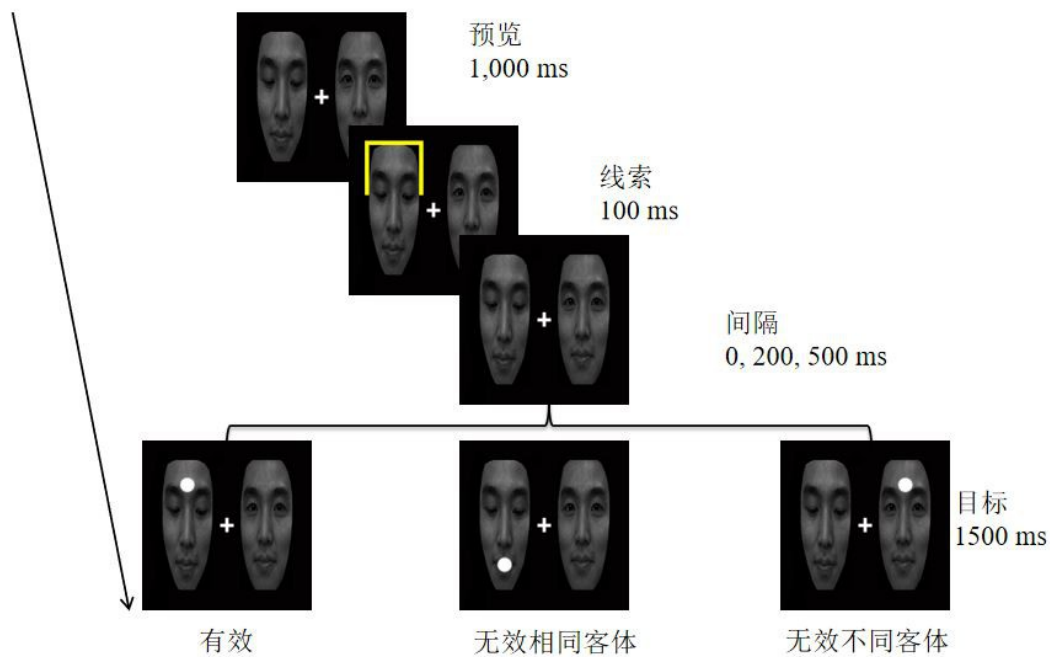 预览
1,000 ms
线索
100 ms
间隔
0, 200, 500 ms
目标
1500 ms
有效
无效相同客体
无效不同客体